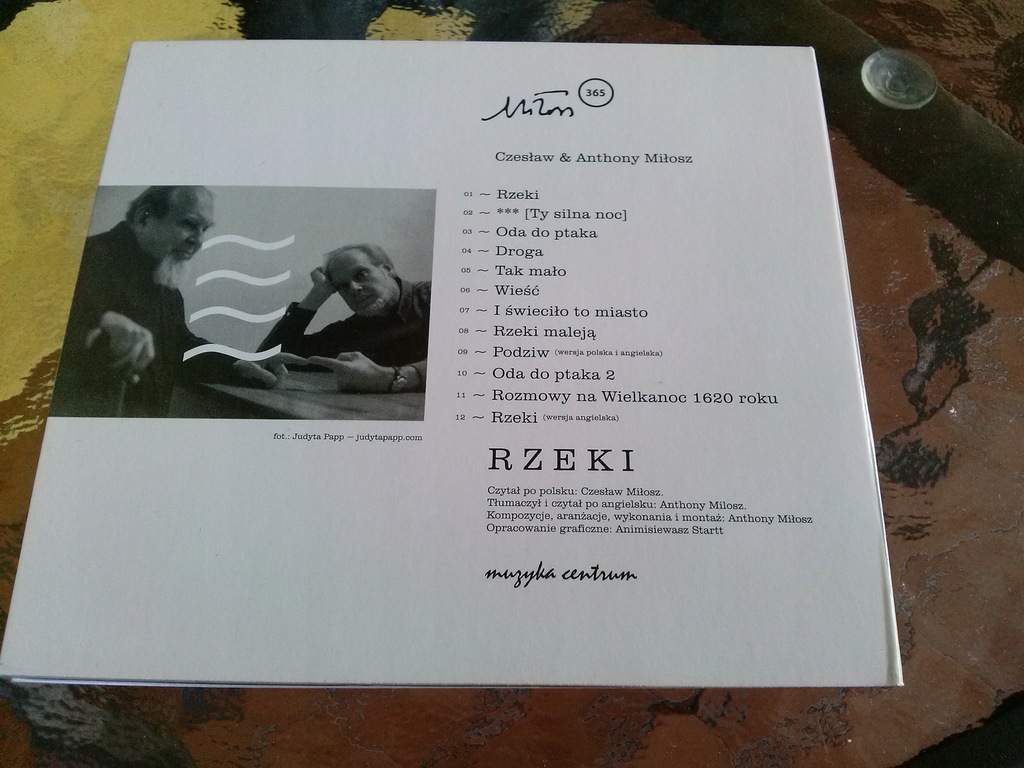 Miłosz 365
Czesław & Anthony Miłosz
01 ~ Rzeki
02 ~ *** [Ty silna noc]
03 ~ Oda do ptaka
04 ~ Droga
05 ~ Tak mało
06 ~ Wieść
07 ~ I świeciło to miasto
08 ~ Rzeki maleją
09 ~ Podziw (wersja polska i angielska)
10 ~ Oda do ptaka 2
11 ~ Rozmowy na Wielkanoc 1620 roku
12 ~ Rzeki (wersja angielska)
fot.: Judyta Papp ~ judytapapp.com
RZEKI
Czytał po polsku: Czesław Miłosz.
Tłumaczył i czytał po angielsku: Anthony Milosz.
Kompozycje, aranżacje, wykonania i montaż: Anthony Miłosz
Opracowanie graficzne: Animisiewasz Startt
muzyka centrum